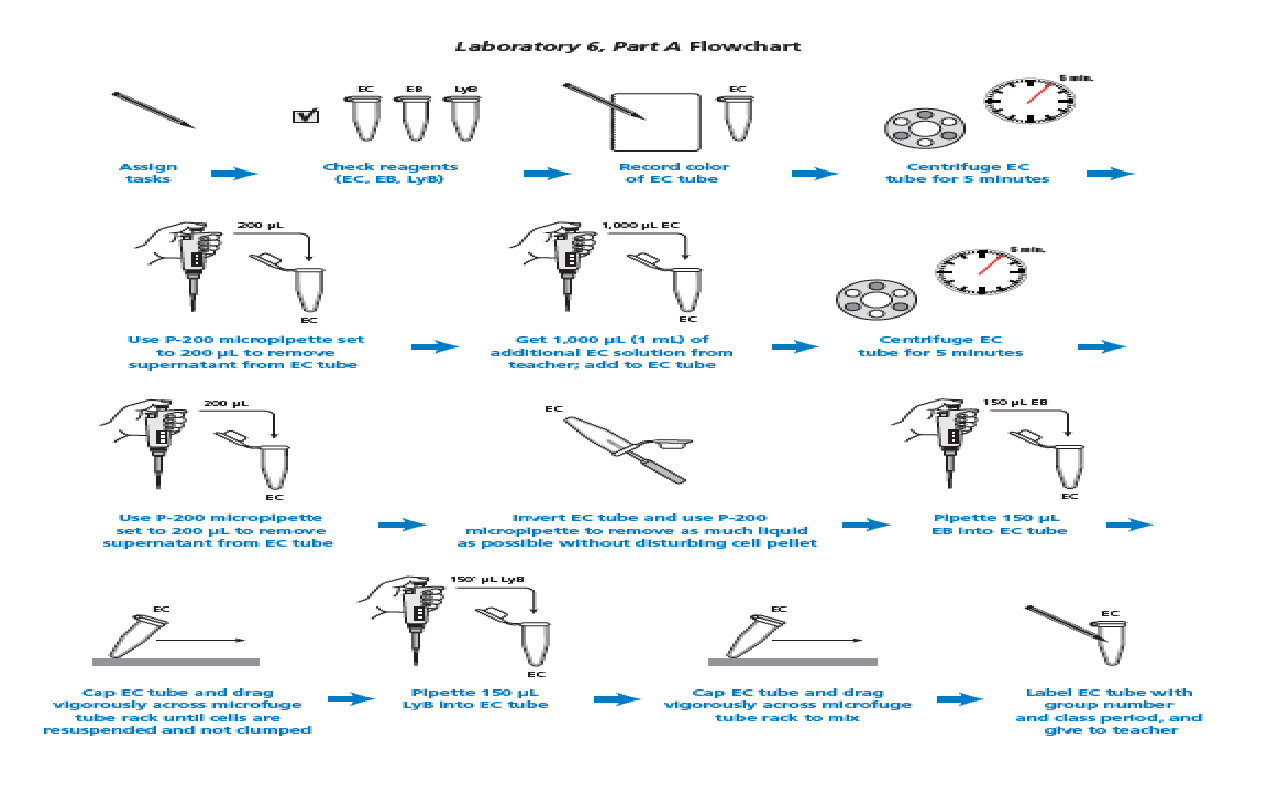 Laboratory 6, Part A Flowchart
EC EB LyB
EC
5 min.
Assign
tasks
Check reagents
(EC, EB, LyB)
Record color
of EC tube
Centrifuge EC
tube for 5 minutes
200 µL
EC
1,000 µL EC
EC
5 min.
Use P-200 micropipette set
to 200 µL to remove
supernatant from EC tube
Get 1,000 µL (1 mL) of
additional EC solution from
teacher; add to EC tube
Centrifuge EC
tube for 5 minutes
200 µL
EC
EC
150 µL EB
EC
Use P-200 micropipette
set to 200 µL to remove
supernatant from EC tube
Invert EC tube and use P-200
micropipette to remove as much liquid
as possible without disturbing cell pellet
Pipette 150 µL
EB into EC tube
EC
150 µL LyB
EC
EC
EC
Cap EC tube and drag
vigorously across microfuge
tube rack until cells are
resuspended and not clumped
Pipette 150 µL
LyB into EC tube
Cap EC tube and drag
vigorously across microfuge
tube rack to mix
Label EC tube with
group number
and class period, and
give to teacher